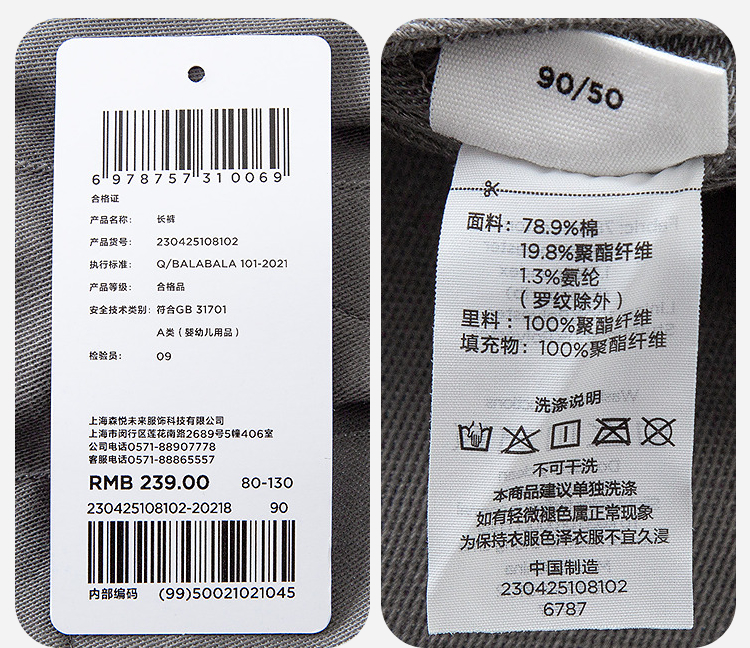 6 978757 310069
合格证
产品名称： 长裤
产品货号： 230425108102
执行标准： Q/BALABALA 101-2021
产品等级： 合格品
安全技术类别： 符合GB 31701
A类（婴幼儿用品）
检验员： 09
上海森悦未来服饰科技有限公司
上海市闵行区莲花南路2689号5幢406室
公司电话0571-88907778
客服电话0571-88865557
RMB 239.00 80-130
230425108102-20218 90
内部编码 (99)50021021045
90/50
面料：78.9%棉
19.8%聚酯纤维
1.3%氨纶
（罗纹除外）
里料：100%聚酯纤维
填充物：100%聚酯纤维
洗涤说明
不可干洗
本商品建议单独洗涤
如有轻微褪色属正常现象
为保持衣服色泽衣服不宜久浸
中国制造
230425108102
6787